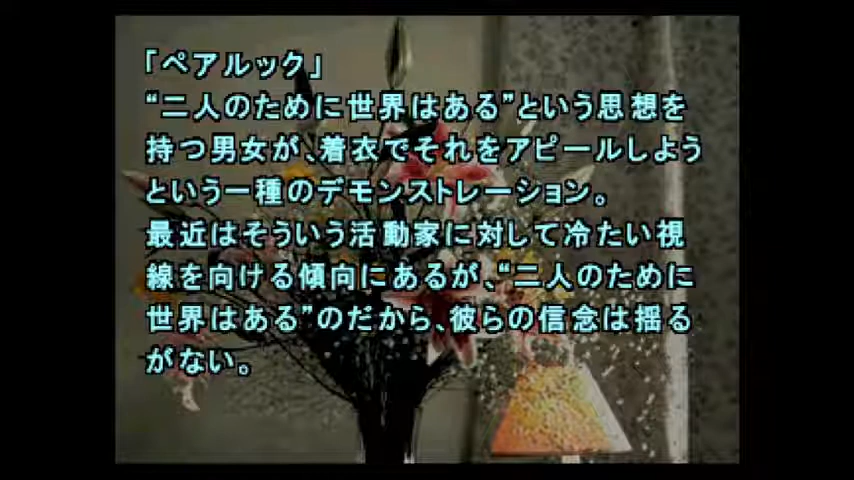 「ペアルック」
“二人のために世界はある”という思想を
持つ男女が、着衣でそれをアピールしよう
という一種のデモンストレーション。
最近はそういう活動家に対して冷たい視
線を向ける傾向にあるが、“二人のために
世界はある”のだから、彼らの信念は揺る
がない。